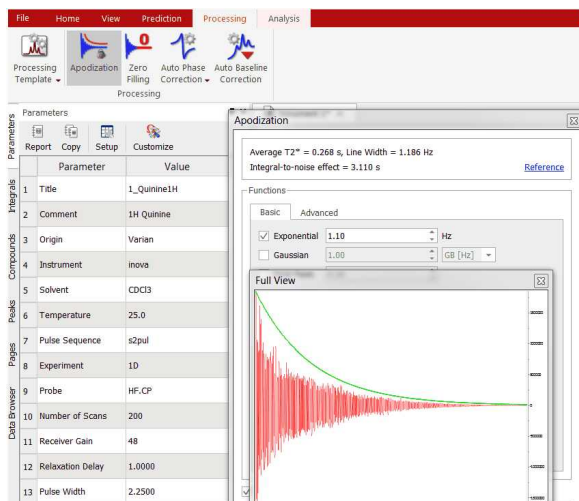 File Home View Prediction Processing Analysis
Processing Template Apodization Zero Filling Auto Phase Correction Auto Baseline Correction
Processing
Parameters
Report Copy Setup Customize
Parameter Value
1 Title 1_Quinine1H
2 Comment 1H Quinine
3 Origin Varian
4 Instrument inova
5 Solvent CDCl3
6 Temperature 25.0
7 Pulse Sequence s2pul
8 Experiment 1D
9 Probe HF.CP
10 Number of Scans 200
11 Receiver Gain 48
12 Relaxation Delay 1.0000
13 Pulse Width 2.2500
Parameters
Integrals
Compounds
Peaks
Pages
Data Browser
Apodization
Average T2* = 0.268 s, Line Width = 1.186 Hz
Integral-to-noise effect = 3.110 s Reference
Functions
Basic Advanced
Exponential 1.10 Hz
Gaussian 1.00 GB [Hz]
Full View
0